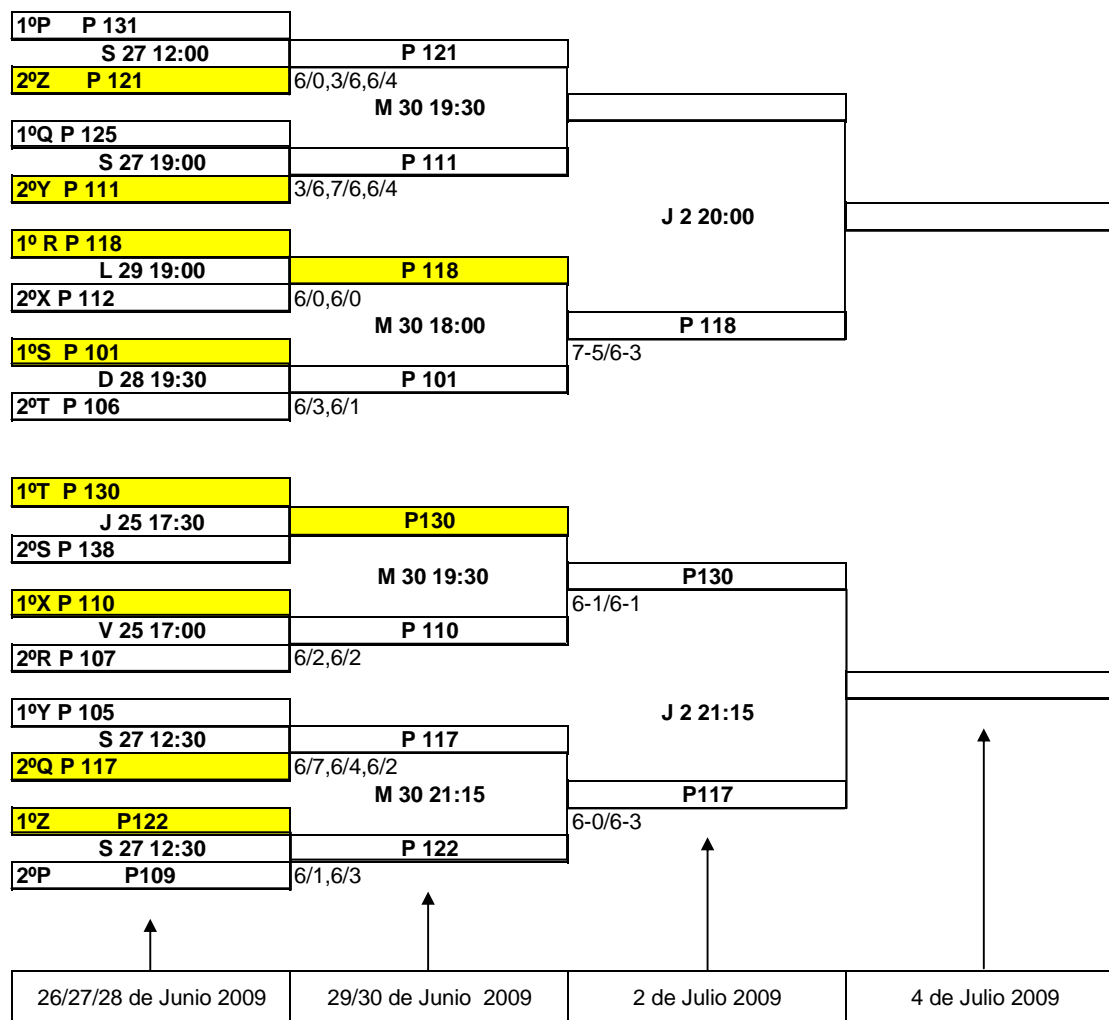 1ºP P 131
S 27 12:00 P 121
2ºZ P 121 6/0,3/6,6/4
M 30 19:30
1ºQ P 125
S 27 19:00 P 111
2ºY P 111 3/6,7/6,6/4
J 2 20:00
1º R P 118
L 29 19:00 P 118
2ºX P 112 6/0,6/0
M 30 18:00 P 118
1ºS P 101 7-5/6-3
D 28 19:30 P 101
2ºT P 106 6/3,6/1
1ºT P 130
J 25 17:30 P130
2ºS P 138
M 30 19:30 P130
1ºX P 110 6-1/6-1
V 25 17:00 P 110
2ºR P 107 6/2,6/2
1ºY P 105 J 2 21:15
S 27 12:30 P 117
2ºQ P 117 6/7,6/4,6/2
M 30 21:15 P117
1ºZ P122 6-0/6-3
S 27 12:30 P 122
2ºP P109 6/1,6/3
26/27/28 de Junio 2009 29/30 de Junio 2009 2 de Julio 2009 4 de Julio 2009